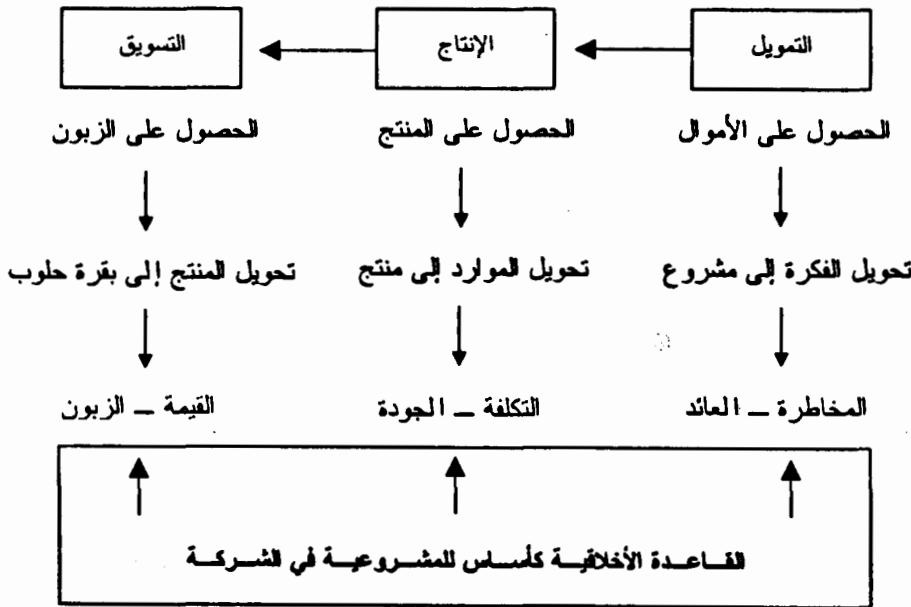 التمويل الإنتاج التسويق
الحصول على الأموال الحصول على المنتج الحصول على الزبون
تحويل الفكرة إلى مشروع تحويل الموارد إلى منتج تحويل المنتج إلى بقرة حلوب
المخاطرة – العائد التكلفة – الجودة القيمة – الزبون
القاعدة الأخلاقية كأساس للمشروعية في الشركة